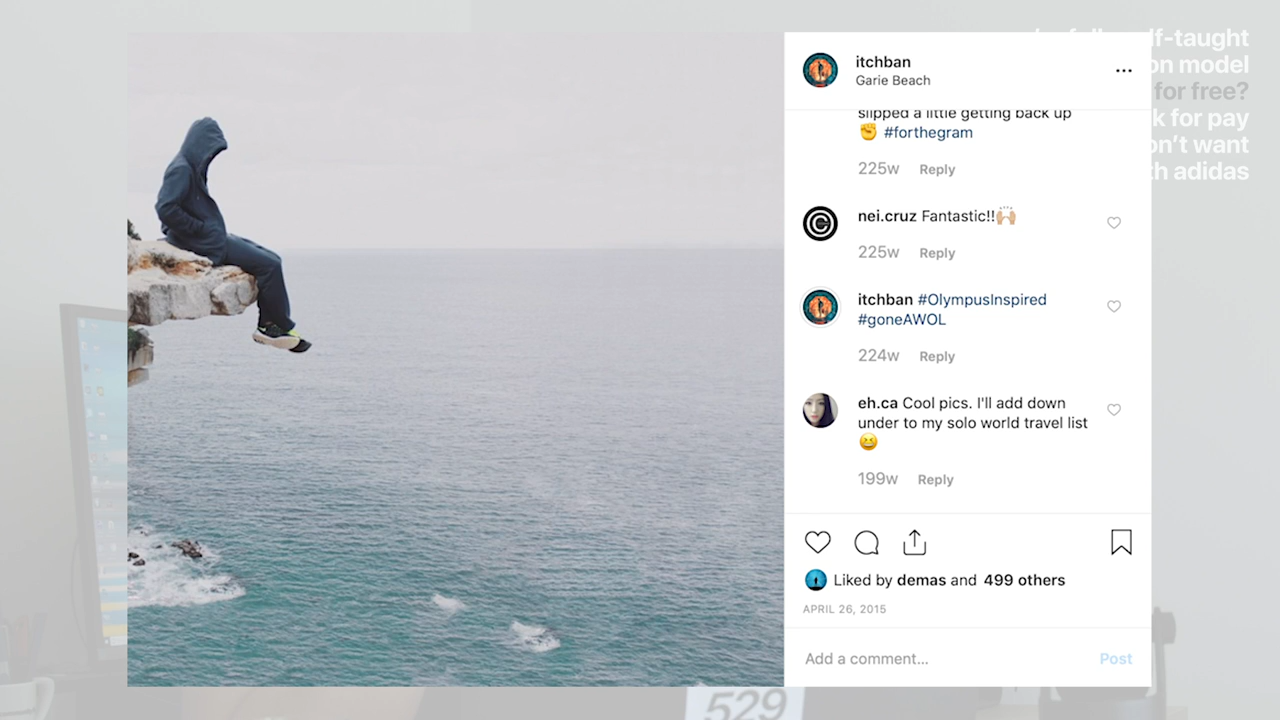 itchban
Garie Beach
slipped a little getting back up
#forthegram
225w Reply
nei.cruz Fantastic!!
225w Reply
itchban #OlympusInspired
#goneAWOL
224w Reply
eh.ca Cool pics. I'll add down
under to my solo world travel list
199w Reply
Liked by demas and 499 others
APRIL 26, 2015
Add a comment... Post
on model
for free?
for pay
want
adidas
529